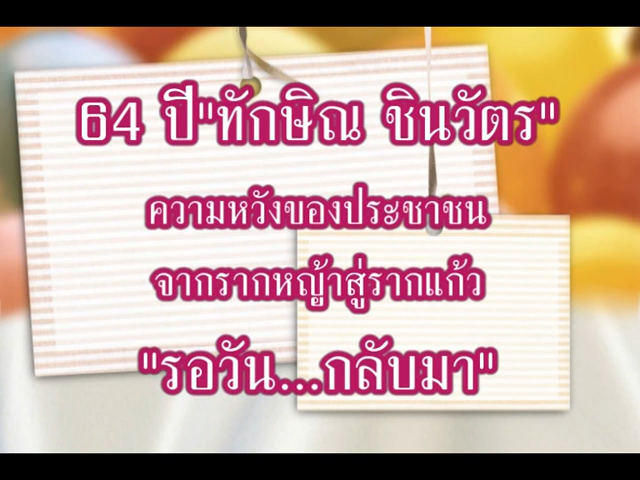 64 ปี"ทักษิณ ชินวัตร"
ความหวังของประชาชน
จากรากหญ้าสู่รากแก้ว
"รอวัน...กลับมา"